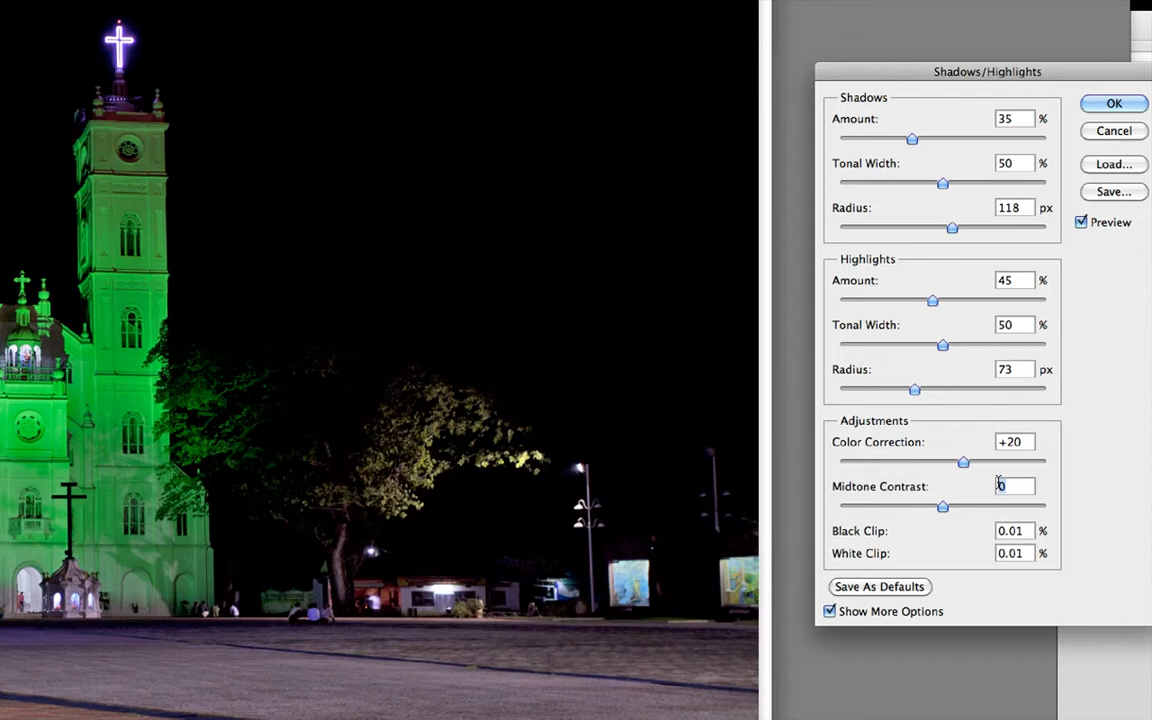 Shadows/Highlights
Shadows
Amount: 35 %
Tonal Width: 50 %
Radius: 118 px
Highlights
Amount: 45 %
Tonal Width: 50 %
Radius: 73 px
Adjustments
Color Correction: +20
Midtone Contrast: 0
Black Clip: 0.01 %
White Clip: 0.01 %
Save As Defaults
Show More Options
OK
Cancel
Load...
Save...
Preview